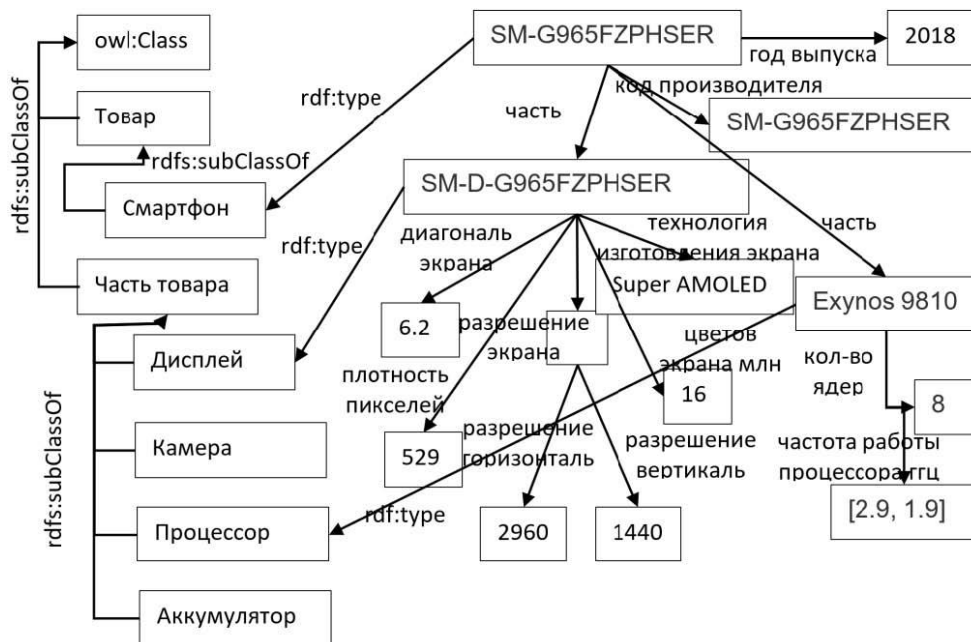 owl:Class
SM-G965FZPHSER
2018
год выпуска
rdf:type
Товар
часть
код производителя
SM-G965FZPHSER
rdfs:subClassOf
rdfs:subClassOf
SM-D-G965FZPHSER
Смартфон
rdf:type
диагональ
экрана
технология
изготовления экрана
часть
Часть товара
Super AMOLED
Exynos 9810
6.2
разрешение
экрана
цветов
экрана млн
кол-во
ядер
Дисплей
плотность
пикселей
16
8
Камера
529
разрешение
горизонталь
разрешение
вертикаль
частота работы
процессора ггц
rdfs:subClassOf
[2.9, 1.9]
Процессор
rdf:type
2960
1440
Аккумулятор